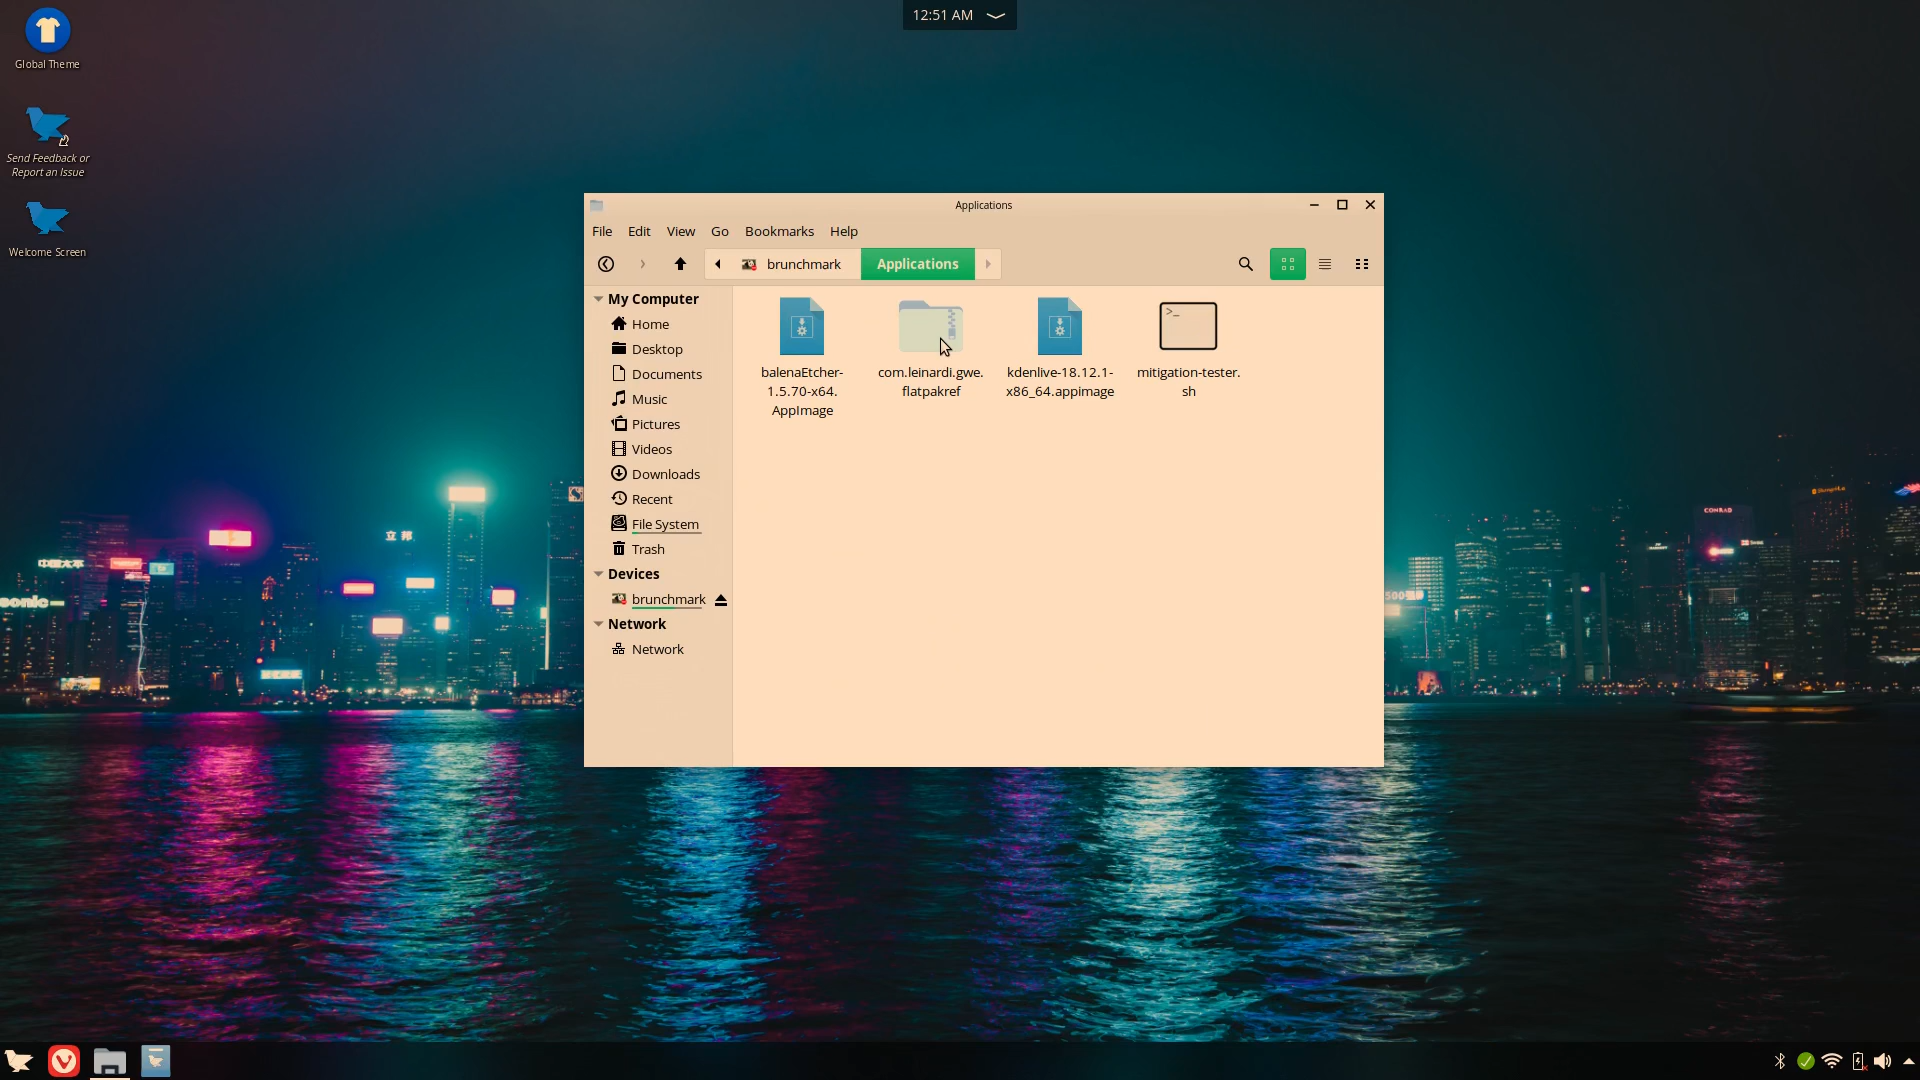 12:51 AM
Global Theme
Send Feedback or
Report an Issue
Welcome Screen
Applications
File Edit View Go Bookmarks Help
brunchmark Applications
My Computer
Home
Desktop
Documents
Music
Pictures
Videos
Downloads
Recent
File System
Trash
Devices
brunchmark
Network
Network
balenaEtcher-
1.5.70-x64.
AppImage
com.leinardi.gwe.
flatpakref
kdenlive-18.12.1-
x86_64.appimage
>_
mitigation-tester.
sh
立邦
CONRAD